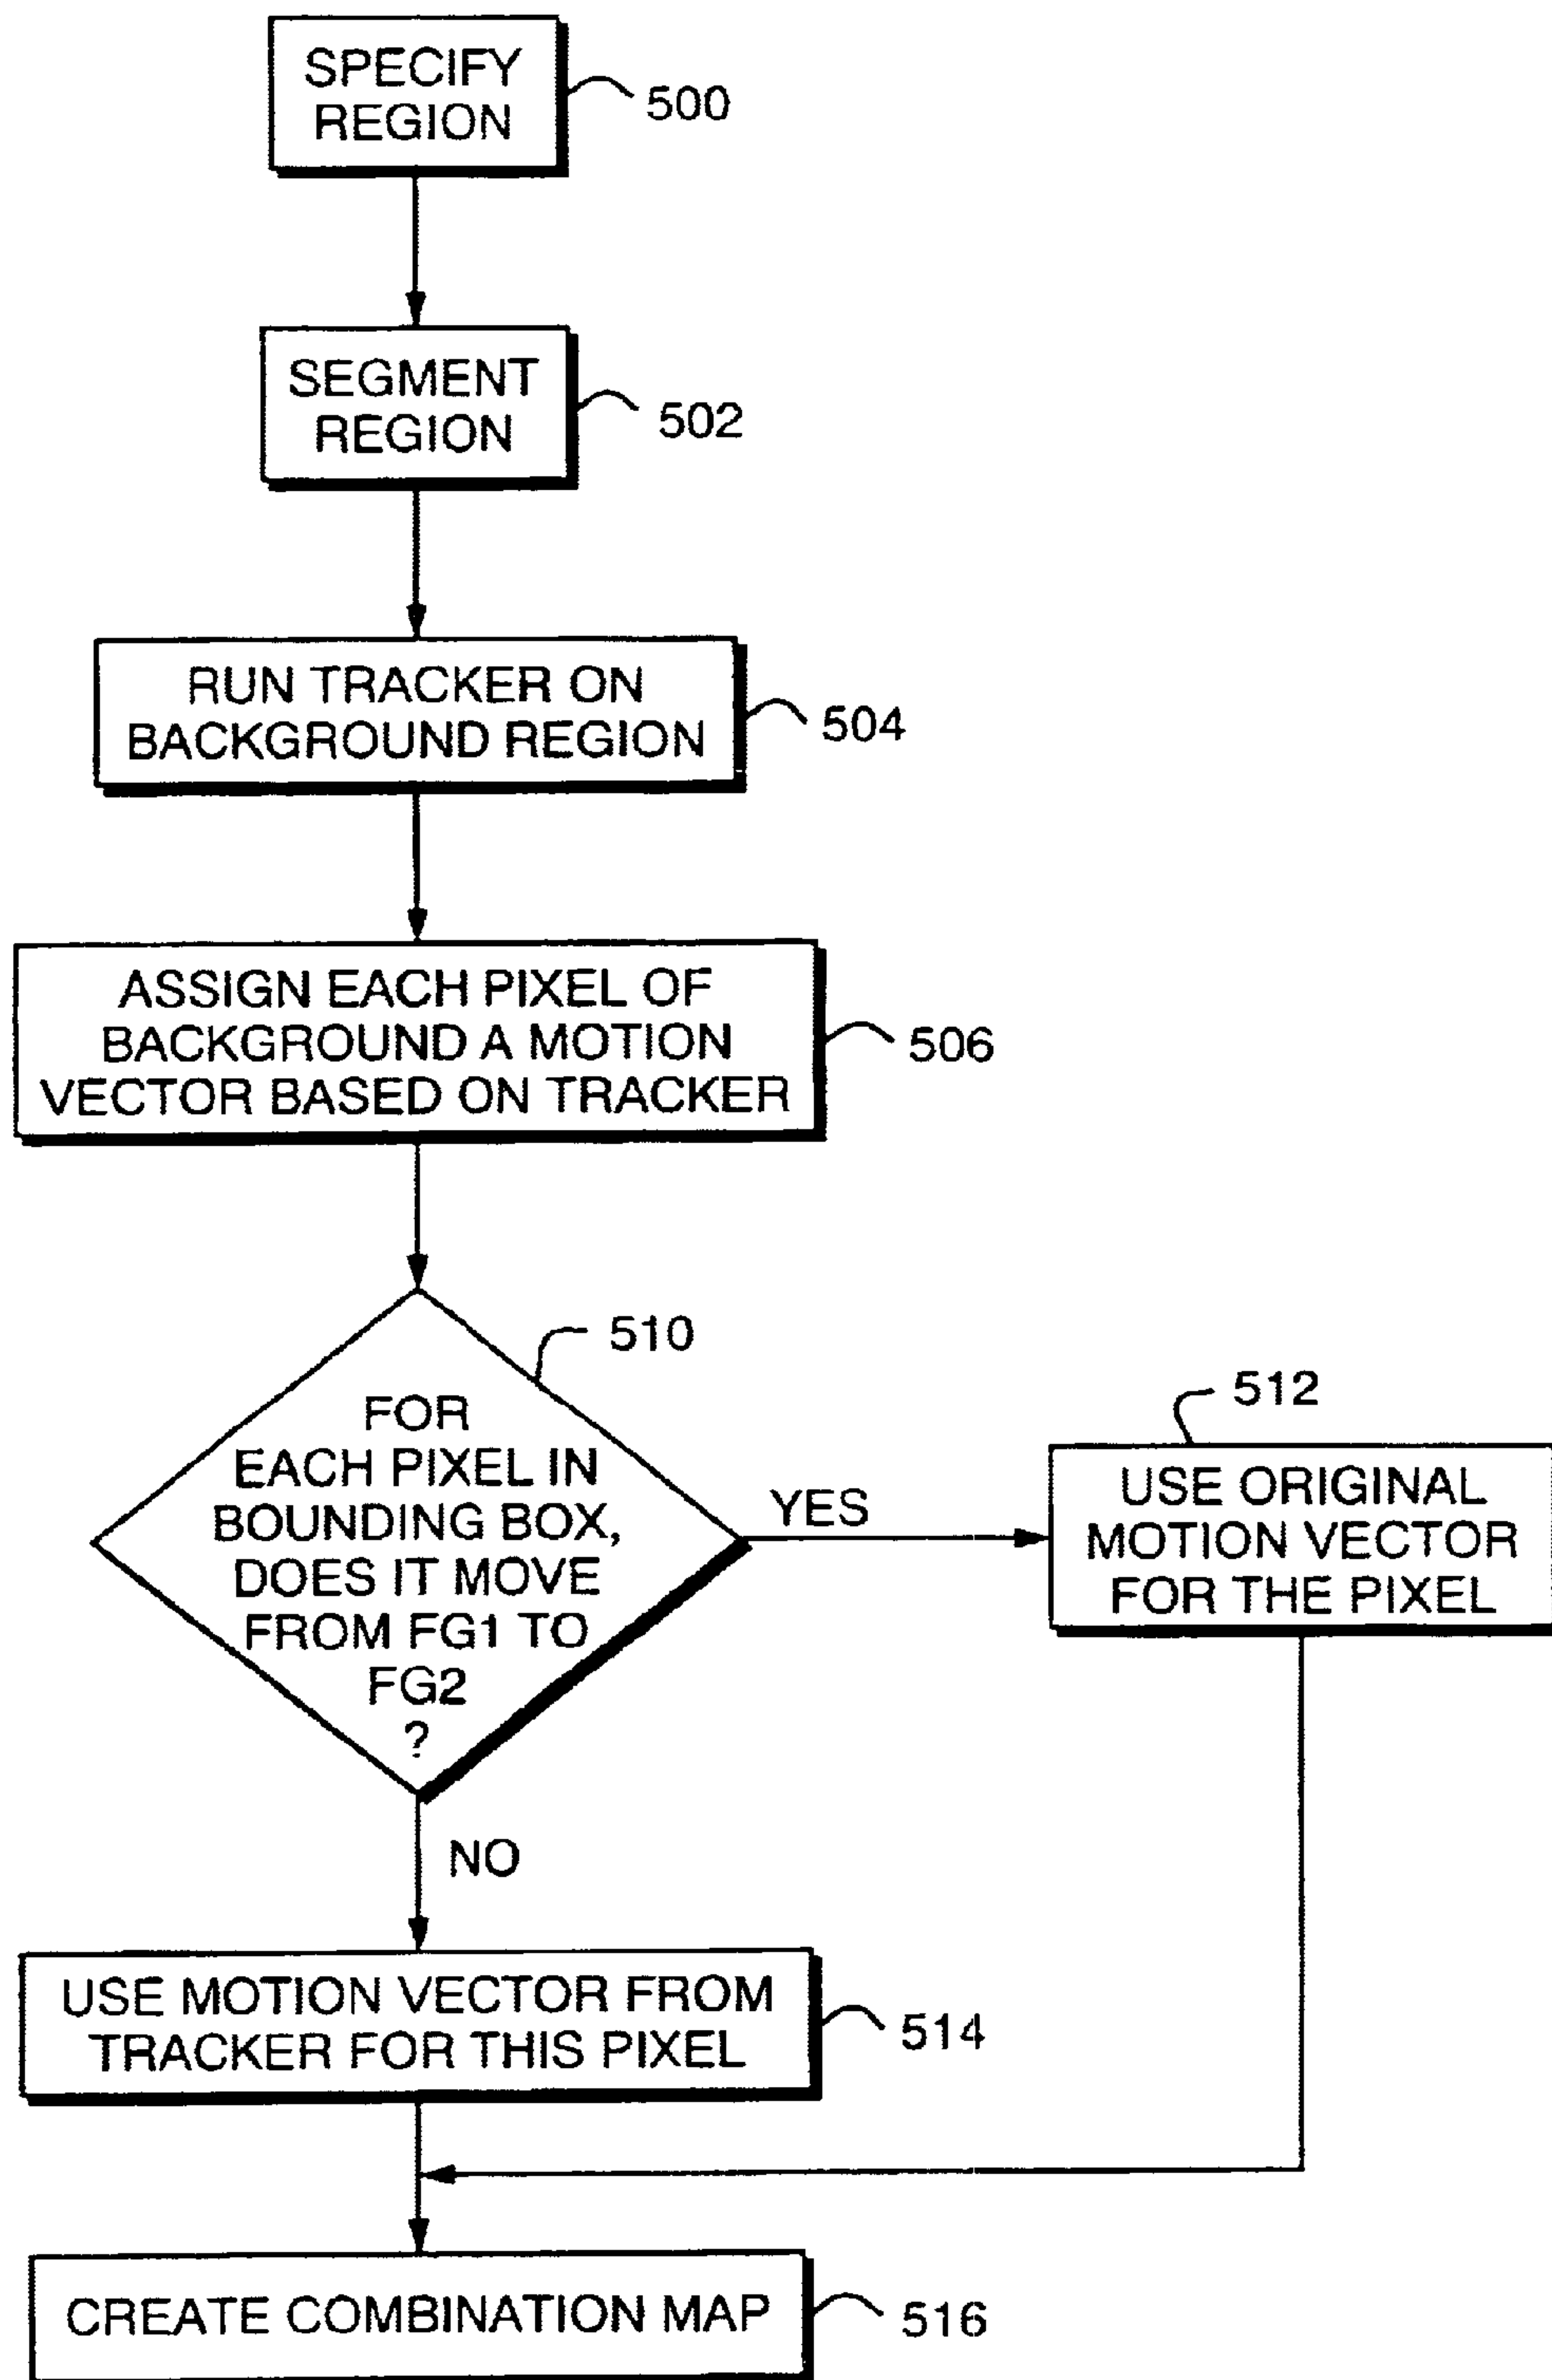 SPECIFY
REGION
500
SEGMENT
REGION
502
RUN TRACKER ON
BACKGROUND REGION
504
ASSIGN EACH PIXEL OF
BACKGROUND A MOTION
VECTOR BASED ON TRACKER
506
510
FOR
EACH PIXEL IN
BOUNDING BOX,
DOES IT MOVE
FROM FG1 TO
FG2
?
YES
512
USE ORIGINAL
MOTION VECTOR
FOR THE PIXEL
NO
USE MOTION VECTOR FROM
TRACKER FOR THIS PIXEL
514
CREATE COMBINATION MAP
516